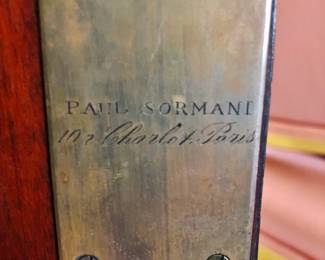 PAUL SORMANI
10 r Charlot. Paris